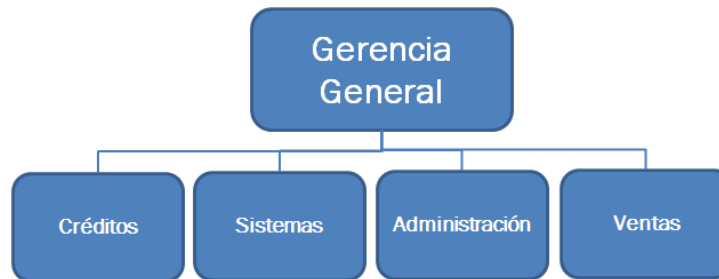 Gerencia
General
Créditos
Sistemas
Administración
Ventas